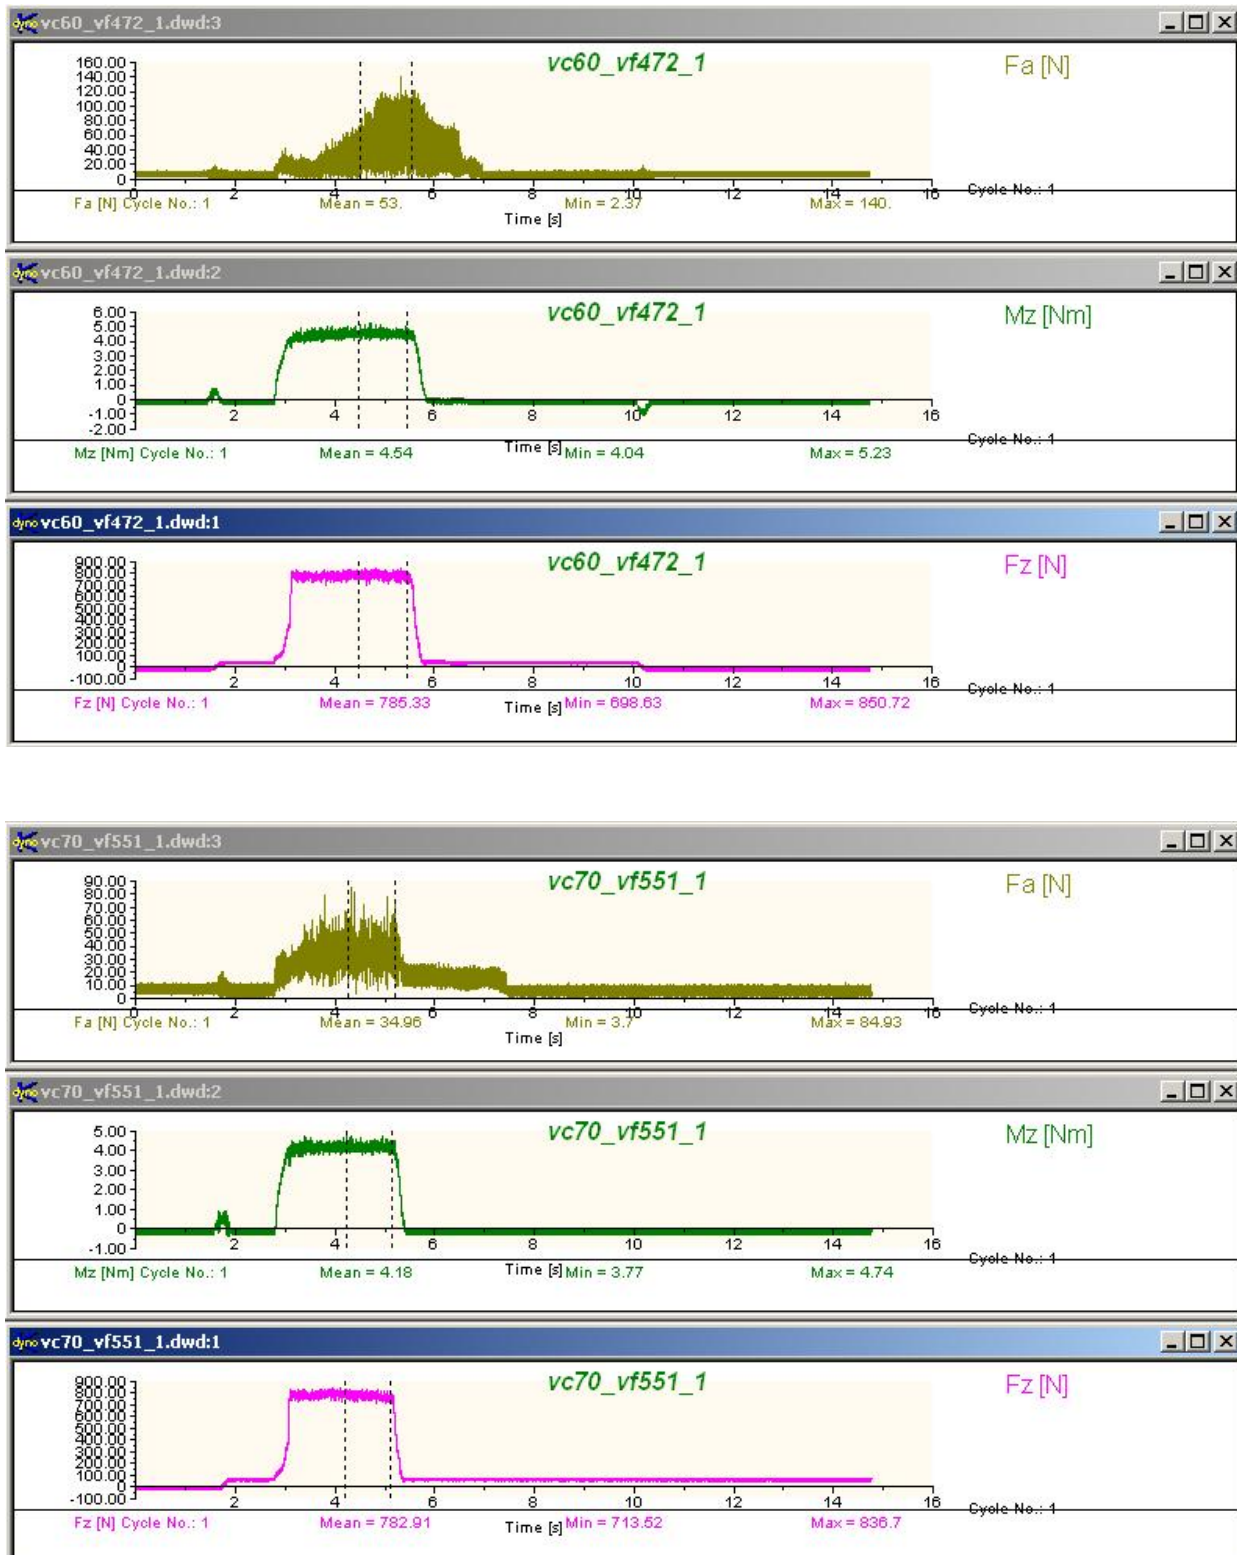 dyno vc60_vf472_1.dwd:3
vc60_vf472_1
Fa [N]
160.00
140.00
120.00
100.00
80.00
60.00
40.00
20.00
0
0 2 4 6 8 10 12 14 16
Cycle No.: 1
Fa [N] Cycle No.: 1 Mean = 53. Min = 2.37 Max = 140.
Time [s]
dyno vc60_vf472_1.dwd:2
vc60_vf472_1
Mz [Nm]
6.00
5.00
4.00
3.00
2.00
1.00
0
-1.00
-2.00
2 4 6 8 10 12 14 16
Cycle No.: 1
Mz [Nm] Cycle No.: 1 Mean = 4.54 Time [s] Min = 4.04 Max = 5.23
dyno vc60_vf472_1.dwd:1
vc60_vf472_1
Fz [N]
900.00
800.00
700.00
600.00
500.00
400.00
300.00
200.00
100.00
0
-100.00
2 4 6 8 10 12 14 16
Cycle No.: 1
Fz [N] Cycle No.: 1 Mean = 785.33 Time [s] Min = 698.63 Max = 850.72
dyno vc70_vf551_1.dwd:3
vc70_vf551_1
Fa [N]
90.00
80.00
70.00
60.00
50.00
40.00
30.00
20.00
10.00
0
0 2 4 6 8 10 12 14 16
Cycle No.: 1
Fa [N] Cycle No.: 1 Mean = 34.96 Min = 3.7 Max = 84.93
Time [s]
dyno vc70_vf551_1.dwd:2
vc70_vf551_1
Mz [Nm]
5.00
4.00
3.00
2.00
1.00
0
-1.00
2 4 6 8 10 12 14 16
Cycle No.: 1
Mz [Nm] Cycle No.: 1 Mean = 4.18 Time [s] Min = 3.77 Max = 4.74
dyno vc70_vf551_1.dwd:1
vc70_vf551_1
Fz [N]
900.00
800.00
700.00
600.00
500.00
400.00
300.00
200.00
100.00
0
-100.00
2 4 6 8 10 12 14 16
Cycle No.: 1
Fz [N] Cycle No.: 1 Mean = 782.91 Time [s] Min = 713.52 Max = 836.7